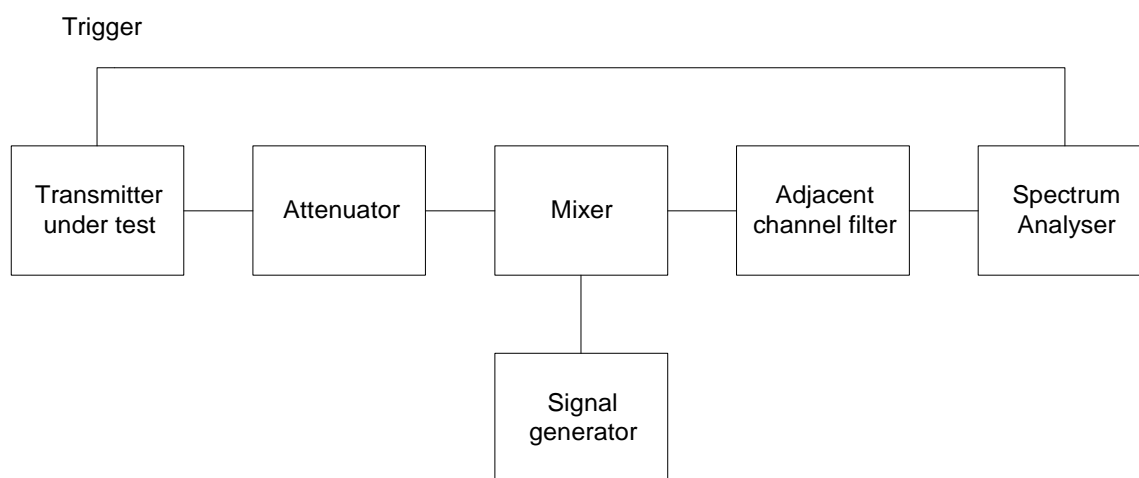 Trigger
Transmitter
under test
Attenuator
Mixer
Adjacent
channel filter
Spectrum
Analyser
Signal
generator